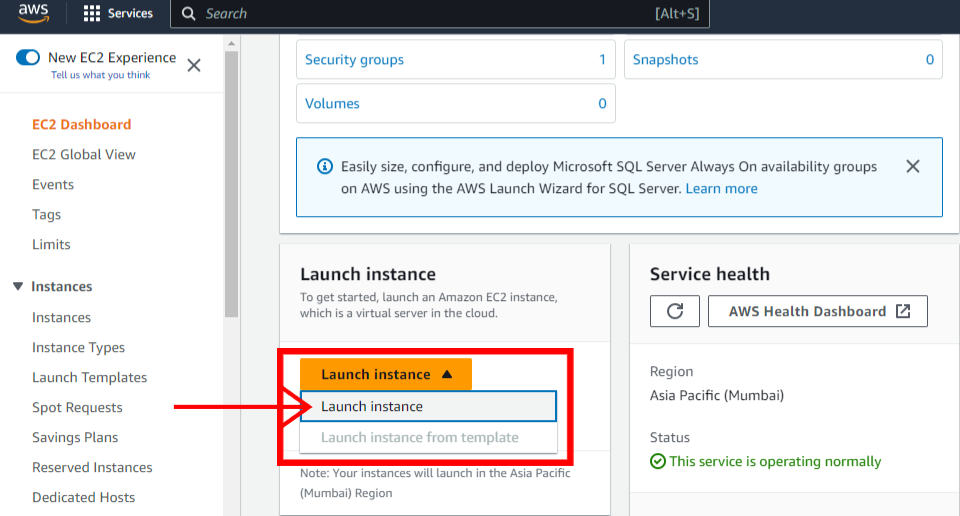 aws
Services
Search
[Alt+S]
New EC2 Experience
Tell us what you think
EC2 Dashboard
EC2 Global View
Events
Tags
Limits
Instances
Instances
Instance Types
Launch Templates
Spot Requests
Savings Plans
Reserved Instances
Dedicated Hosts
Security groups 1
Snapshots 0
Volumes 0
Easily size, configure, and deploy Microsoft SQL Server Always On availability groups
on AWS using the AWS Launch Wizard for SQL Server. Learn more
Launch instance
To get started, launch an Amazon EC2 instance,
which is a virtual server in the cloud.
Launch instance
Launch instance
Launch instance from template
Note: Your instances will launch in the Asia Pacific
(Mumbai) Region
Service health
AWS Health Dashboard
Region
Asia Pacific (Mumbai)
Status
This service is operating normally